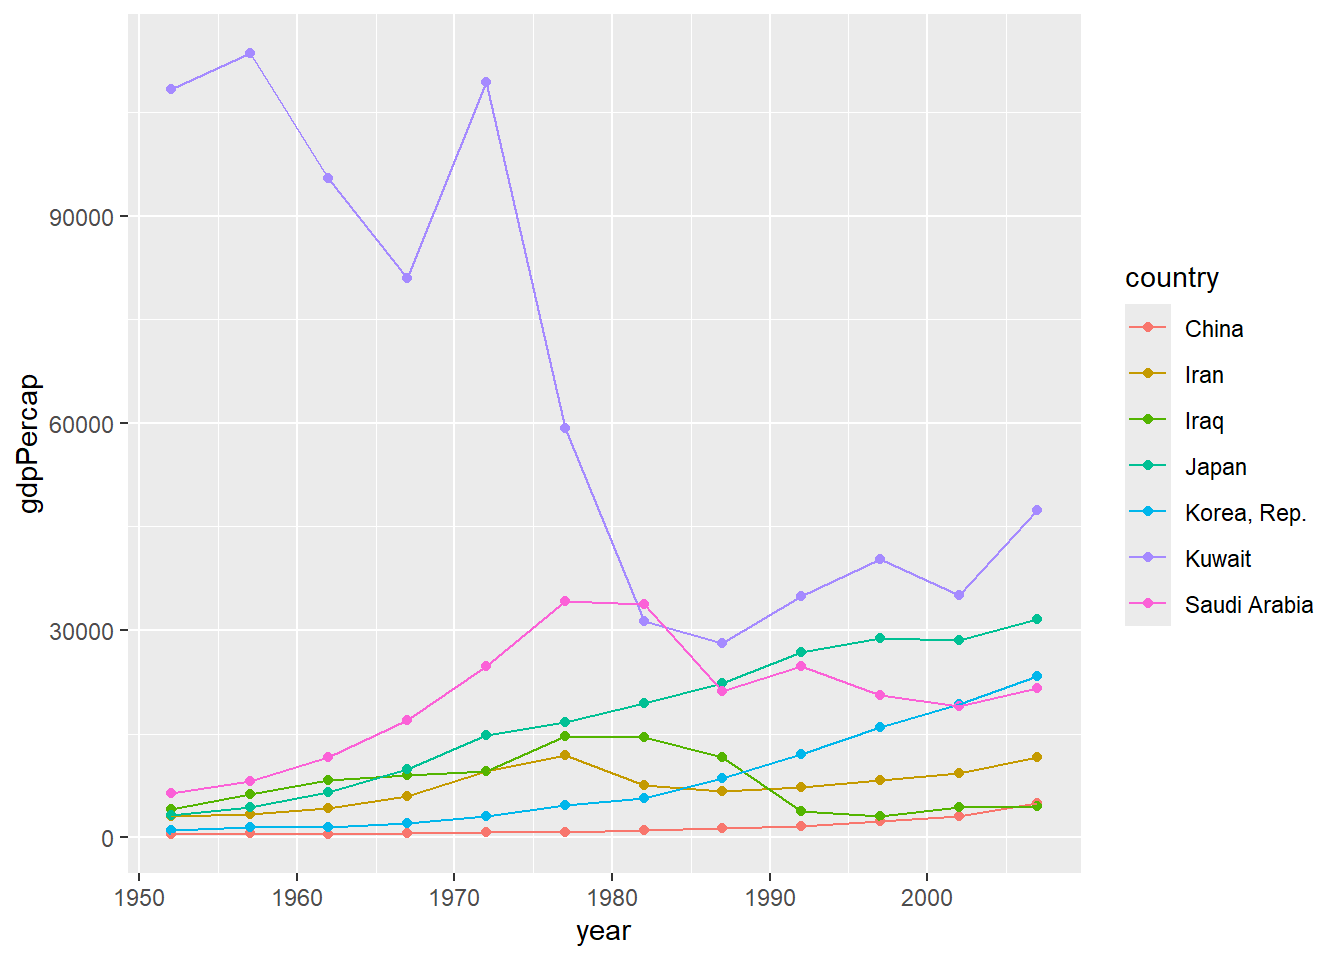 90000
60000
30000
0
gdpPercap
1950 1960 1970 1980 1990 2000
year
country
China
Iran
Iraq
Japan
Korea, Rep.
Kuwait
Saudi Arabia